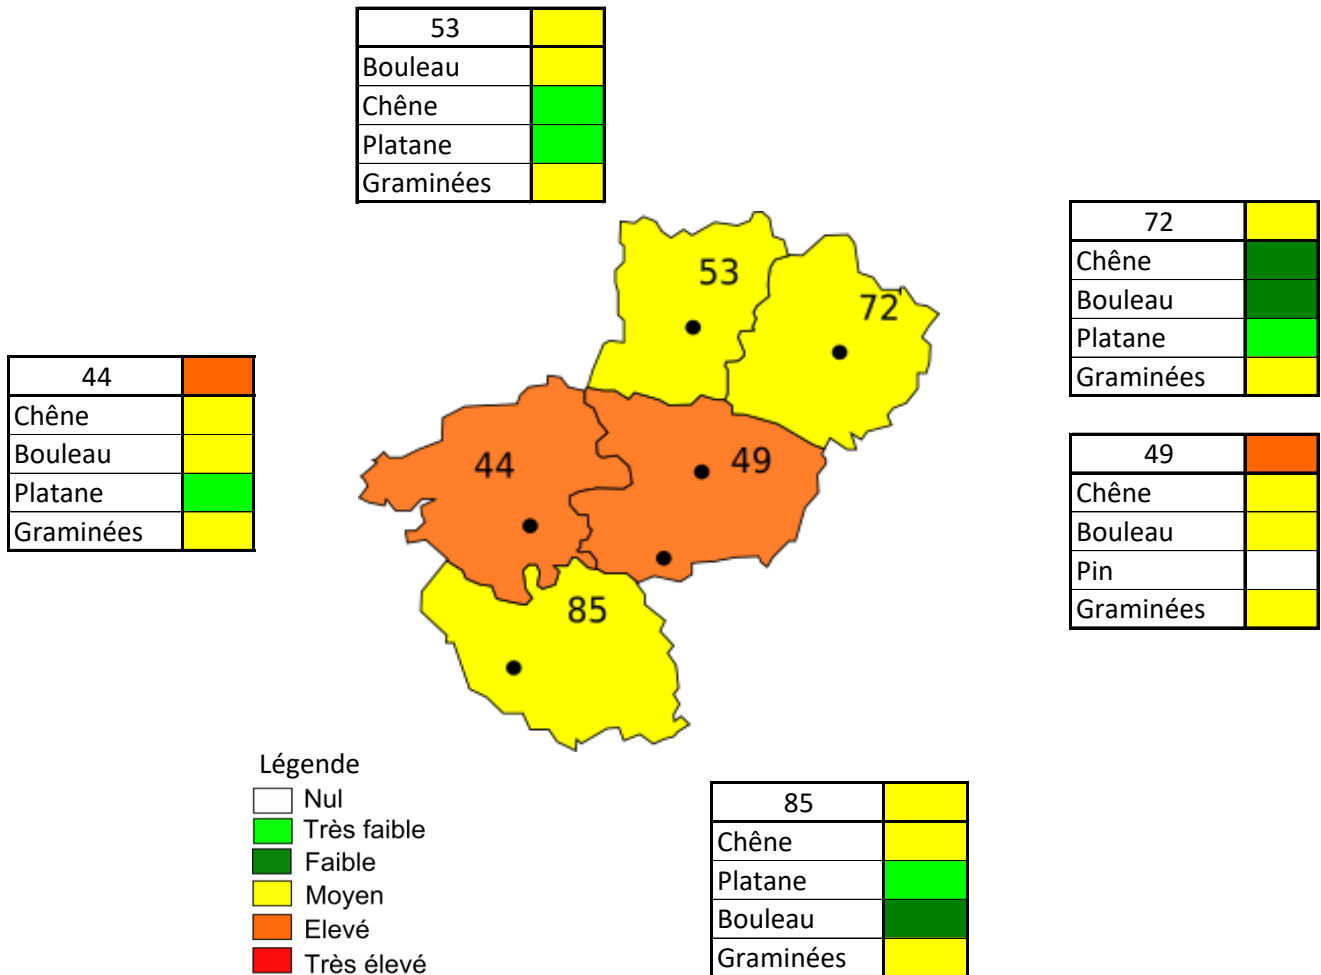 53
Bouleau
Chêne
Platane
Graminées
72
Chêne
Bouleau
Platane
Graminées
44
Chêne
Bouleau
Platane
Graminées
49
Chêne
Bouleau
Pin
Graminées
53
72
44
49
85
Légende
Nul
Très faible
Faible
Moyen
Elevé
Très élevé
85
Chêne
Platane
Bouleau
Graminées